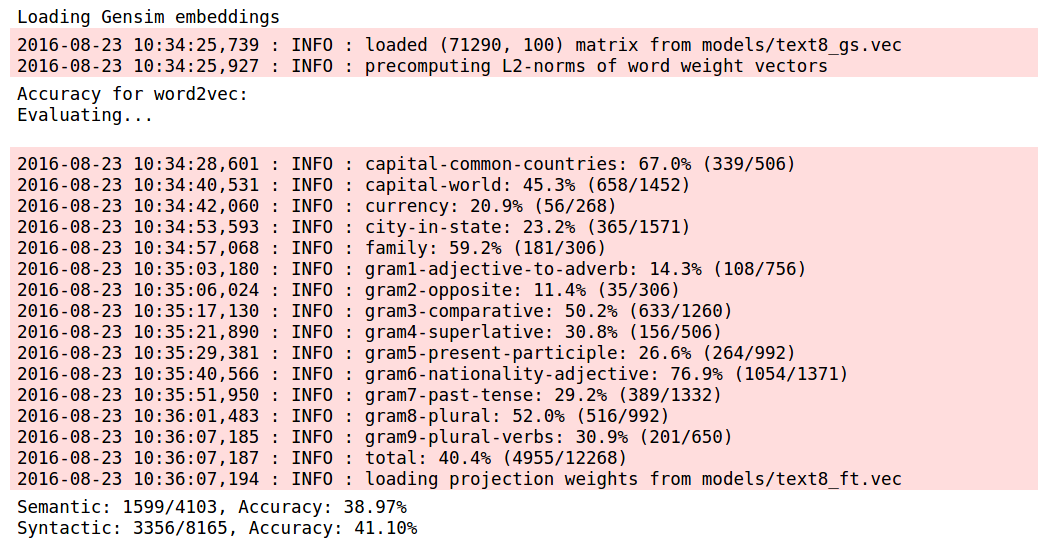 Loading Gensim embeddings
2016-08-23 10:34:25,739 : INFO : loaded (71290, 100) matrix from models/text8_gs.vec
2016-08-23 10:34:25,927 : INFO : precomputing L2-norms of word weight vectors
Accuracy for word2vec:
Evaluating...
2016-08-23 10:34:28,601 : INFO : capital-common-countries: 67.0% (339/506)
2016-08-23 10:34:40,531 : INFO : capital-world: 45.3% (658/1452)
2016-08-23 10:34:42,060 : INFO : currency: 20.9% (56/268)
2016-08-23 10:34:53,593 : INFO : city-in-state: 23.2% (365/1571)
2016-08-23 10:34:57,068 : INFO : family: 59.2% (181/306)
2016-08-23 10:35:03,180 : INFO : gram1-adjective-to-adverb: 14.3% (108/756)
2016-08-23 10:35:06,024 : INFO : gram2-opposite: 11.4% (35/306)
2016-08-23 10:35:17,130 : INFO : gram3-comparative: 50.2% (633/1260)
2016-08-23 10:35:21,890 : INFO : gram4-superlative: 30.8% (156/506)
2016-08-23 10:35:29,381 : INFO : gram5-present-participle: 26.6% (264/992)
2016-08-23 10:35:40,566 : INFO : gram6-nationality-adjective: 76.9% (1054/1371)
2016-08-23 10:35:51,950 : INFO : gram7-past-tense: 29.2% (389/1332)
2016-08-23 10:36:01,483 : INFO : gram8-plural: 52.0% (516/992)
2016-08-23 10:36:07,185 : INFO : gram9-plural-verbs: 30.9% (201/650)
2016-08-23 10:36:07,187 : INFO : total: 40.4% (4955/12268)
2016-08-23 10:36:07,194 : INFO : loading projection weights from models/text8_ft.vec
Semantic: 1599/4103, Accuracy: 38.97%
Syntactic: 3356/8165, Accuracy: 41.10%